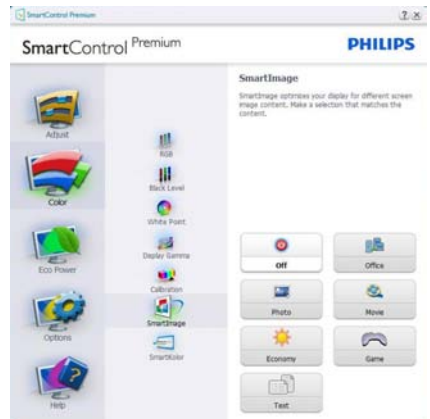 SmartControl Premium
SmartControl Premium
PHILIPS
Adjust
Color
Eco Power
Options
Help
RGB
Black Level
White Point
Display Gamma
Calibration
SmartImage
SmartKolor
SmartImage
SmartImage optimises your display for different screen
image content. Make a selection that matches the
content.
Off
Office
Photo
Movie
Economy
Game
Text